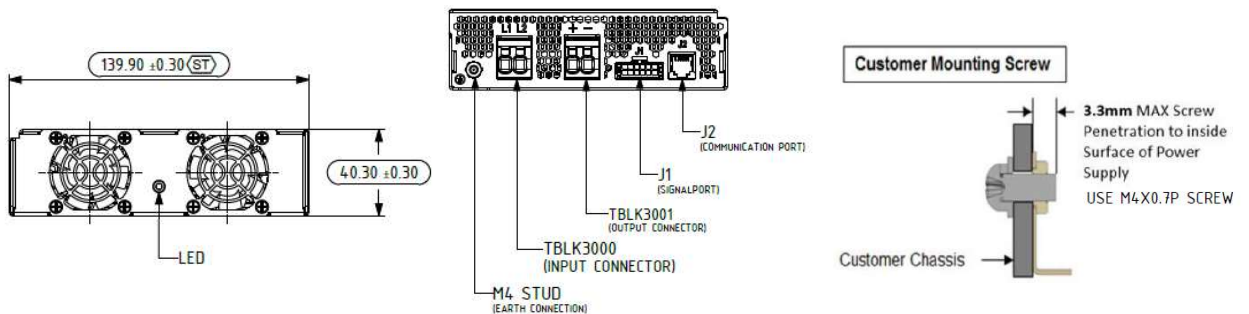 139.90 ±0.30 ST
40.30 ±0.30
LED
L1 L2
+ −
J1
J2
J2
(COMMUNICATION PORT)
J1
(SIGNALPORT)
TBLK3001
(OUTPUT CONNECTOR)
TBLK3000
(INPUT CONNECTOR)
M4 STUD
(EARTH CONNECTION)
Customer Mounting Screw
3.3mm MAX Screw
Penetration to inside
Surface of Power
Supply
USE M4X0.7P SCREW
Customer Chassis